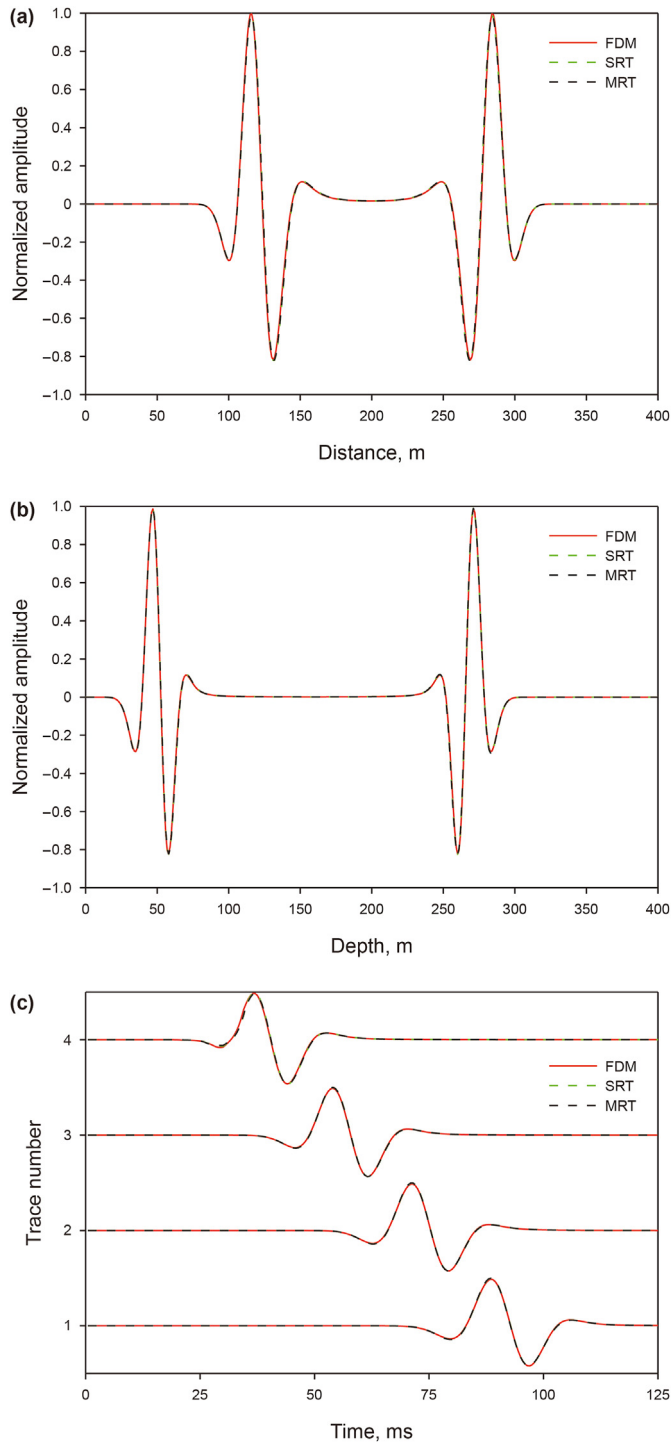 (a)
1.0
0.8
0.6
0.4
0.2
0
–0.2
–0.4
–0.6
–0.8
–1.0
Normalized amplitude
FDM
SRT
MRT
0 50 100 150 200 250 300 350 400
Distance, m
(b)
1.0
0.8
0.6
0.4
0.2
0
–0.2
–0.4
–0.6
–0.8
–1.0
Normalized amplitude
FDM
SRT
MRT
0 50 100 150 200 250 300 350 400
Depth, m
(c)
4
3
2
1
Trace number
FDM
SRT
MRT
0 25 50 75 100 125
Time, ms